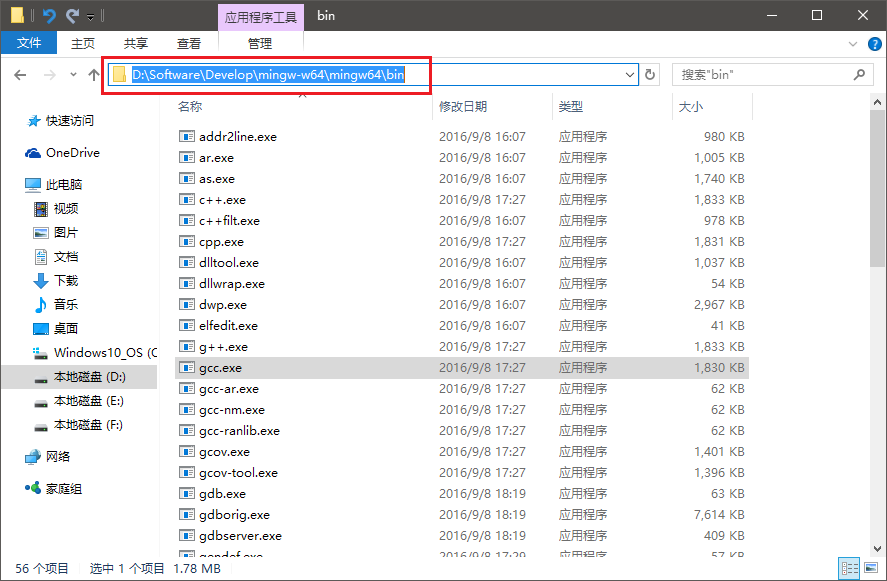 应用程序工具 bin
文件 主页 共享 查看 管理
D:\Software\Develop\mingw-w64\mingw64\bin 搜索"bin"
名称 修改日期 类型 大小
快速访问
OneDrive
此电脑
视频
图片
文档
下载
音乐
桌面
Windows10_OS (C
本地磁盘 (D:)
本地磁盘 (E:)
本地磁盘 (F:)
网络
家庭组
addr2line.exe 2016/9/8 16:07 应用程序 980 KB
ar.exe 2016/9/8 16:07 应用程序 1,005 KB
as.exe 2016/9/8 16:07 应用程序 1,740 KB
c++.exe 2016/9/8 17:27 应用程序 1,833 KB
c++filt.exe 2016/9/8 16:07 应用程序 978 KB
cpp.exe 2016/9/8 17:27 应用程序 1,831 KB
dlltool.exe 2016/9/8 16:07 应用程序 1,037 KB
dllwrap.exe 2016/9/8 16:07 应用程序 54 KB
dwp.exe 2016/9/8 16:07 应用程序 2,967 KB
elfedit.exe 2016/9/8 16:07 应用程序 41 KB
g++.exe 2016/9/8 17:27 应用程序 1,833 KB
gcc.exe 2016/9/8 17:27 应用程序 1,830 KB
gcc-ar.exe 2016/9/8 17:27 应用程序 62 KB
gcc-nm.exe 2016/9/8 17:27 应用程序 62 KB
gcc-ranlib.exe 2016/9/8 17:27 应用程序 62 KB
gcov.exe 2016/9/8 17:27 应用程序 1,401 KB
gcov-tool.exe 2016/9/8 17:27 应用程序 1,396 KB
gdb.exe 2016/9/8 18:19 应用程序 63 KB
gdborig.exe 2016/9/8 18:19 应用程序 7,614 KB
gdbserver.exe 2016/9/8 18:19 应用程序 409 KB
gendef.exe 2016/9/8 17:29 应用程序 57 KB
56 个项目 选中 1 个项目 1.78 MB